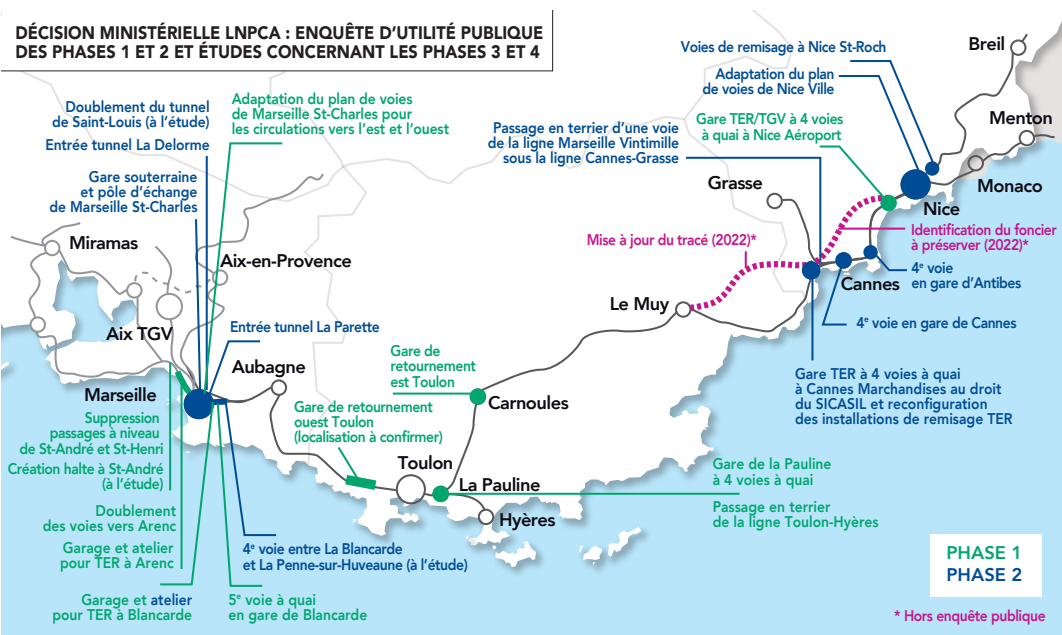 DÉCISION MINISTÉRIELLE LNPCA : ENQUÊTE D’UTILITÉ PUBLIQUE
DES PHASES 1 ET 2 ET ÉTUDES CONCERNANT LES PHASES 3 ET 4
Doublement du tunnel
de Saint-Louis (à l’étude)
Entrée tunnel La Delorme
Gare souterraine
et pôle d’échange
de Marseille St-Charles
Adaptation du plan de voies
de Marseille St-Charles pour
les circulations vers l’est et l’ouest
Passage en terrier d’une voie
de la ligne Marseille Vintimille
sous la ligne Cannes-Grasse
Voies de remisage à Nice St-Roch
Adaptation du plan
de voies de Nice Ville
Gare TER/TGV à 4 voies
à quai à Nice Aéroport
Breil
Menton
Monaco
Nice
Grasse
Identification du foncier
à préserver (2022)*
Mise à jour du tracé (2022)*
Miramas
Aix-en-Provence
Aix TGV
Cannes
4e voie
en gare d’Antibes
4e voie en gare de Cannes
Le Muy
Entrée tunnel La Parette
Aubagne
Marseille
Gare de
retournement
est Toulon
Carnoules
Gare TER à 4 voies à quai
à Cannes Marchandises au droit
du SICASIL et reconfiguration
des installations de remisage TER
Suppression
passages à niveau
de St-André et St-Henri
Création halte à St-André
(à l’étude)
Gare de retournement
ouest Toulon
(localisation à confirmer)
Toulon
La Pauline
Hyères
Gare de la Pauline
à 4 voies à quai
Passage en terrier
de la ligne Toulon-Hyères
Doublement
des voies vers Arenc
Garage et atelier
pour TER à Arenc
4e voie entre La Blancarde
et La Penne-sur-Huveaune (à l’étude)
Garage et atelier
pour TER à Blancarde
5e voie à quai
en gare de Blancarde
PHASE 1
PHASE 2
* Hors enquête publique